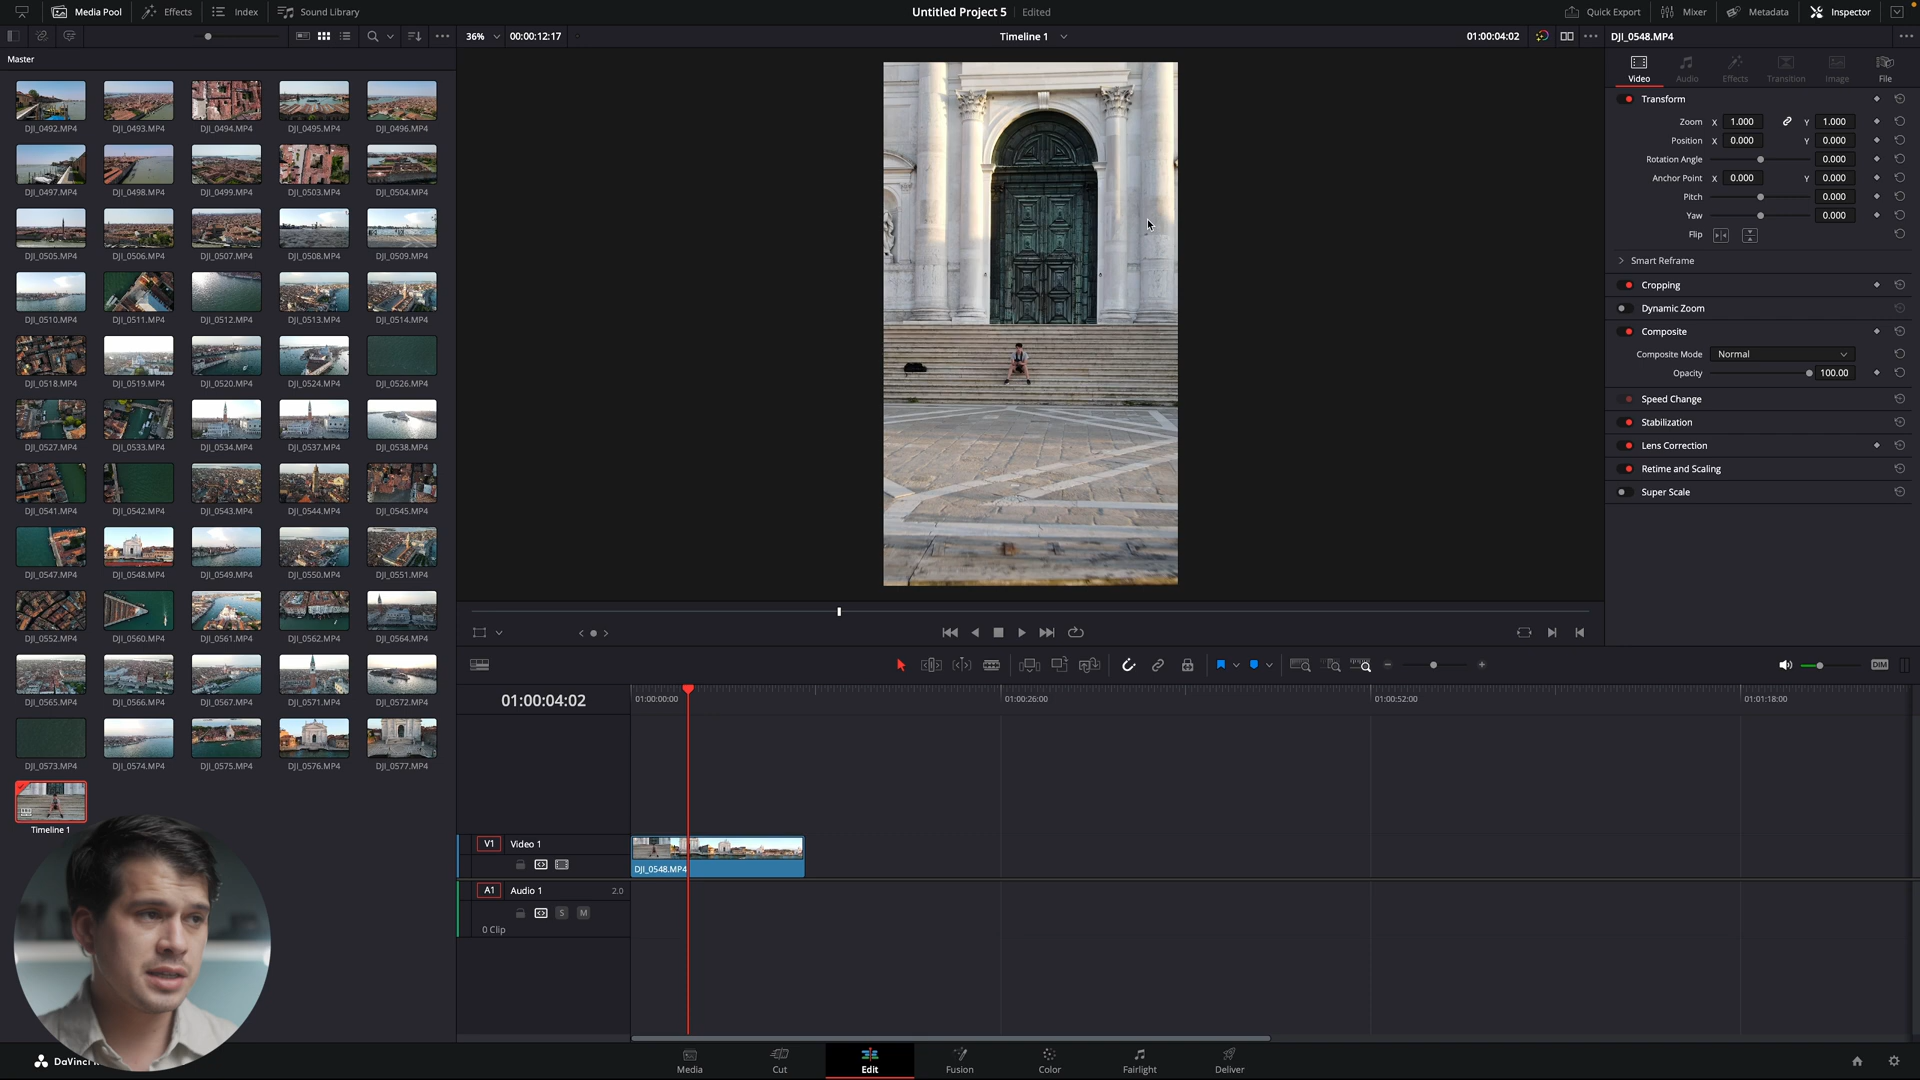 Media Pool Effects Index Sound Library Untitled Project 5 Edited Quick Export Mixer Metadata Inspector
36% 00:00:12:17 Timeline 1 01:00:04:02 DJI_0548.MP4
Master
DJI_0492.MP4 DJI_0493.MP4 DJI_0494.MP4 DJI_0495.MP4 DJI_0496.MP4
DJI_0497.MP4 DJI_0498.MP4 DJI_0499.MP4 DJI_0503.MP4 DJI_0504.MP4
DJI_0505.MP4 DJI_0506.MP4 DJI_0507.MP4 DJI_0508.MP4 DJI_0509.MP4
DJI_0510.MP4 DJI_0511.MP4 DJI_0512.MP4 DJI_0513.MP4 DJI_0514.MP4
DJI_0518.MP4 DJI_0519.MP4 DJI_0520.MP4 DJI_0524.MP4 DJI_0526.MP4
DJI_0527.MP4 DJI_0533.MP4 DJI_0534.MP4 DJI_0537.MP4 DJI_0538.MP4
DJI_0541.MP4 DJI_0542.MP4 DJI_0543.MP4 DJI_0544.MP4 DJI_0545.MP4
DJI_0547.MP4 DJI_0548.MP4 DJI_0549.MP4 DJI_0550.MP4 DJI_0551.MP4
DJI_0552.MP4 DJI_0560.MP4 DJI_0561.MP4 DJI_0562.MP4 DJI_0564.MP4
DJI_0565.MP4 DJI_0566.MP4 DJI_0567.MP4 DJI_0571.MP4 DJI_0572.MP4
DJI_0573.MP4 DJI_0574.MP4 DJI_0575.MP4 DJI_0576.MP4 DJI_0577.MP4
Timeline 1
Video Audio Effects Transition Image File
Transform
Zoom X 1.000 Y 1.000
Position X 0.000 Y 0.000
Rotation Angle 0.000
Anchor Point X 0.000 Y 0.000
Pitch 0.000
Yaw 0.000
Flip
Smart Reframe
Cropping
Dynamic Zoom
Composite
Composite Mode Normal
Opacity 100.00
Speed Change
Stabilization
Lens Correction
Retime and Scaling
Super Scale
DIM
01:00:04:02 01:00:00:00 01:00:26:00 01:00:52:00 01:01:18:00
V1 Video 1
DJI_0548.MP4
A1 Audio 1 2.0
S M
0 Clip
DaVinci
Media Cut Edit Fusion Color Fairlight Deliver